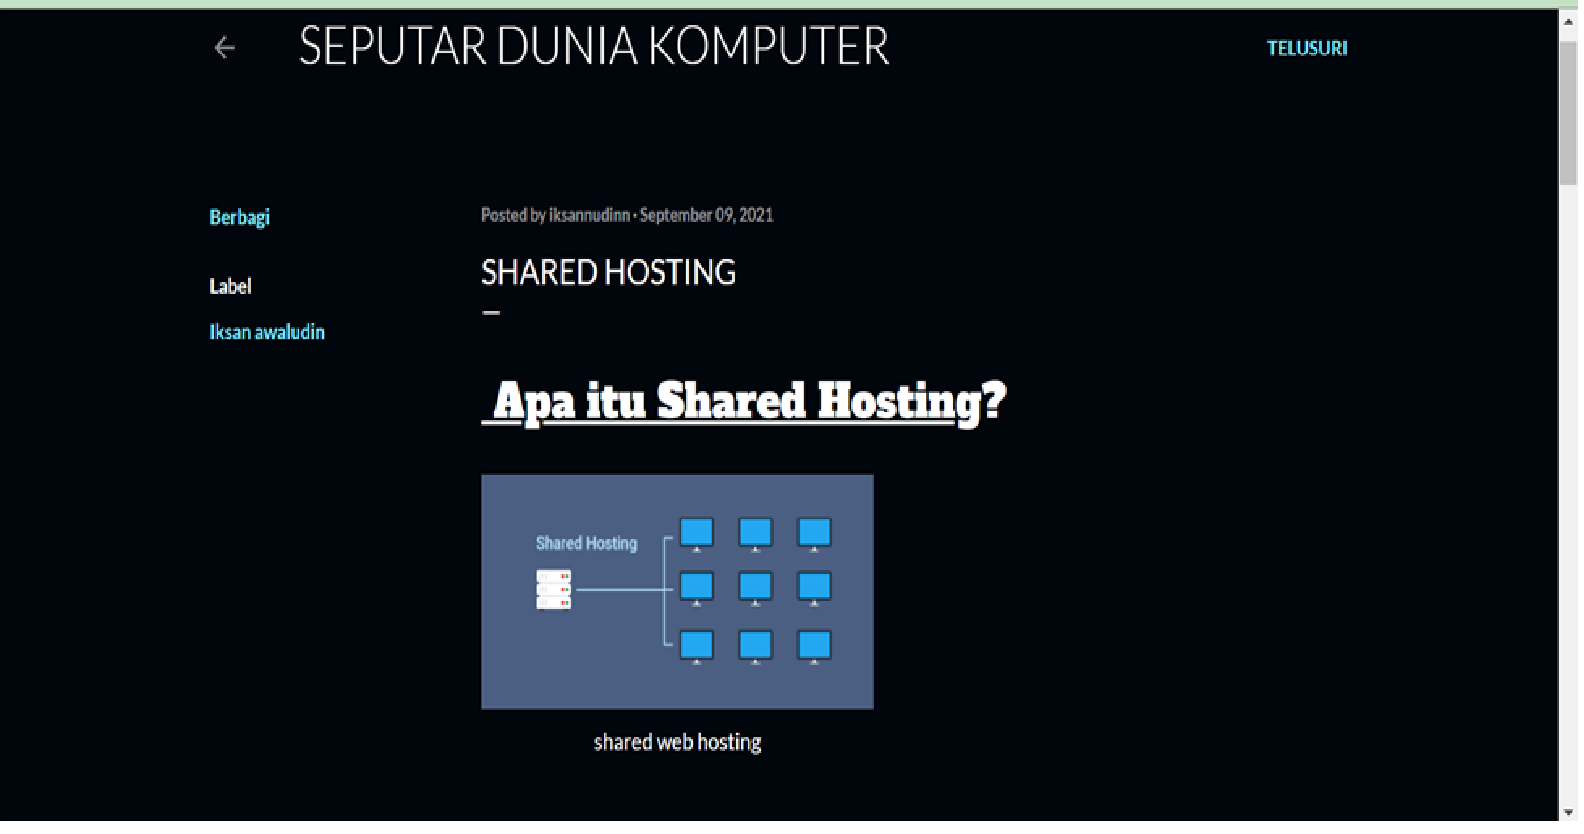 SEPUTAR DUNIA KOMPUTER
TELUSURI
Berbagi
Label
Iksan awaludin
Posted by iksannudinn · September 09, 2021
SHARED HOSTING
Apa itu Shared Hosting?
Shared Hosting
shared web hosting